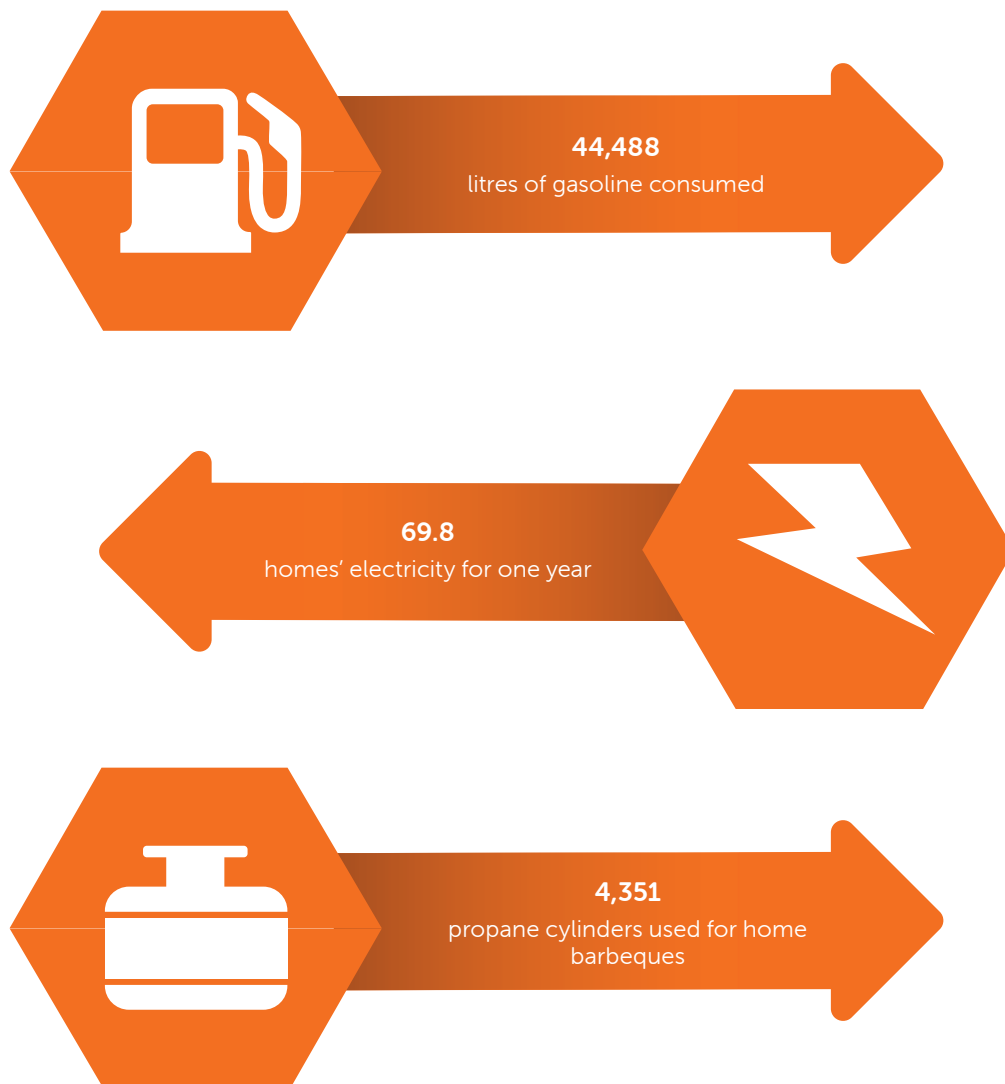 44,488
litres of gasoline consumed
69.8
homes’ electricity for one year
4,351
propane cylinders used for home
barbeques